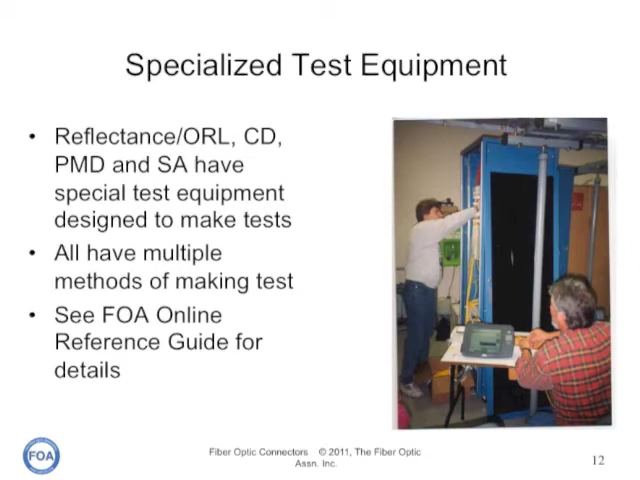 Specialized Test Equipment
• Reflectance/ORL, CD,
PMD and SA have
special test equipment
designed to make tests
• All have multiple
methods of making test
• See FOA Online
Reference Guide for
details
FOA
Fiber Optic Connectors © 2011, The Fiber Optic
Assn. Inc.
12